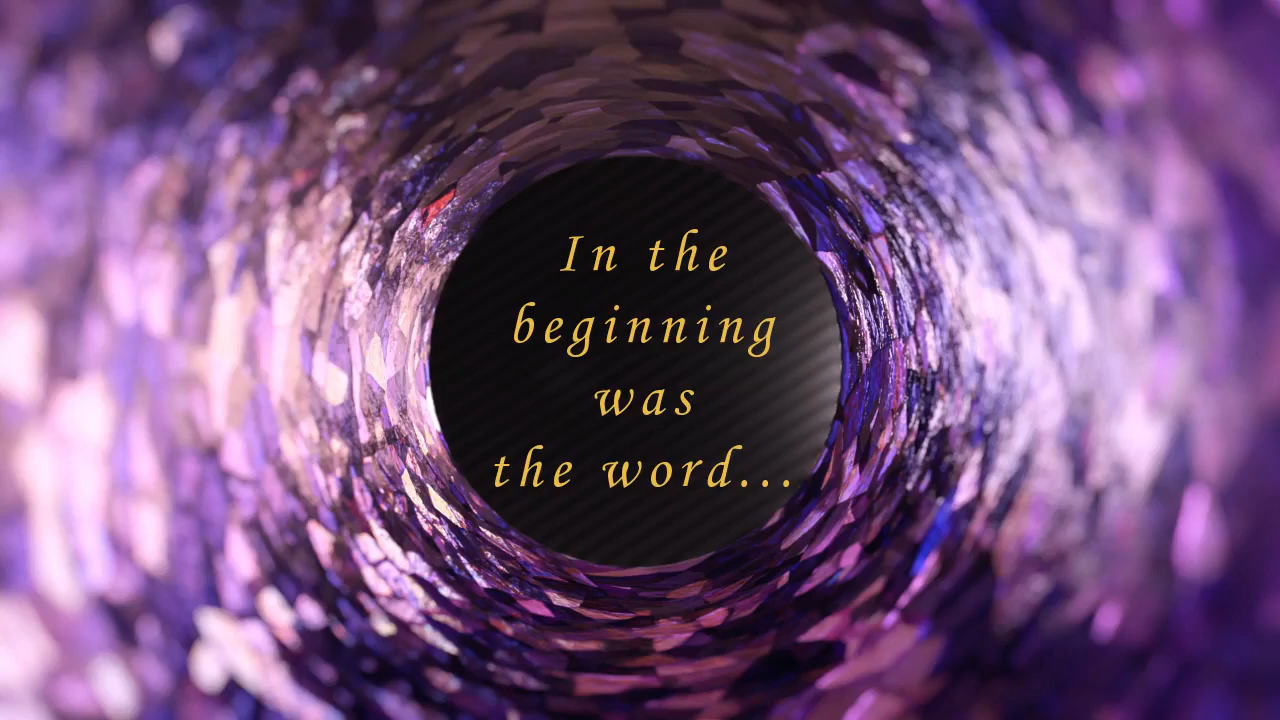 In the
beginning
was
the word...